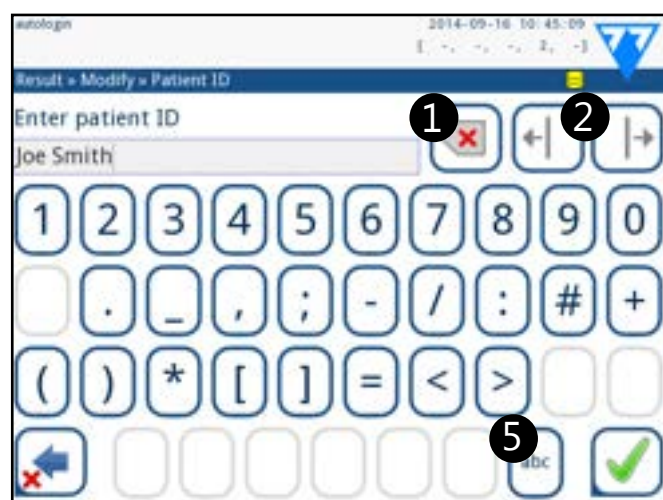 autologin 2014-09-16 10:45:09
[ -, -, -, 2, -]
Result » Modify » Patient ID
Enter patient ID 1 2
Joe Smith
1 2 3 4 5 6 7 8 9 0
. _ , ; - / : # +
( ) * [ ] = < >
5 abc